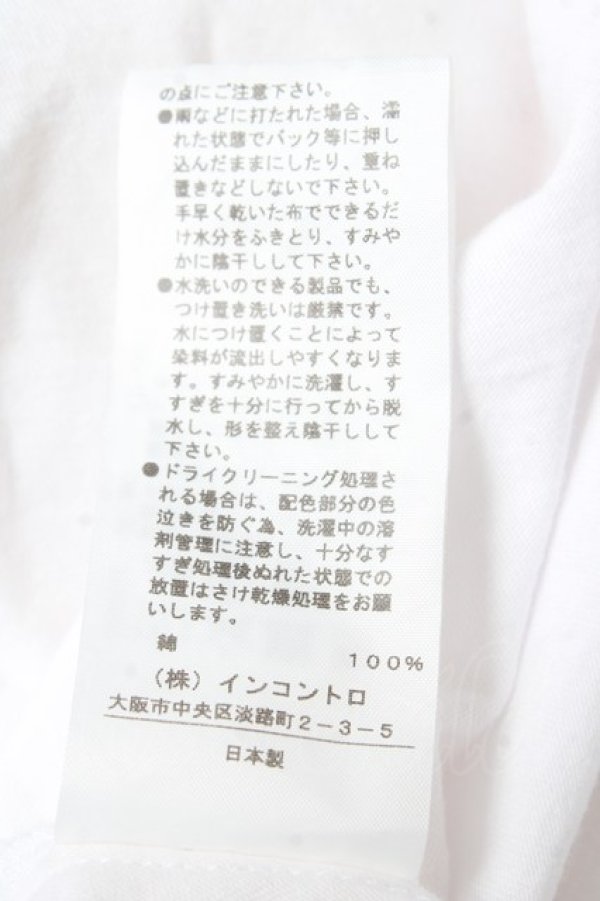 の点にご注意下さい。
●雨などに打たれた場合、濡
れた状態でバック等に押し
込んだままにしたり、重ね
置きなどしないで下さい。
手早く乾いた布でできるだ
け水分をふきとり、すみや
かに陰干しして下さい。
●水洗いのできる製品でも、
つけ置き洗いは厳禁です。
水につけ置くことによって
染料が流出しやすくなりま
す。すみやかに洗濯し、す
すぎを十分に行ってから脱
水し、形を整え陰干しして
下さい。
●ドライクリーニング処理さ
れる場合は、配色部分の色
泣きを防ぐ為、洗濯中の溶
剤管理に注意し、十分なす
すぎ処理後ぬれた状態での
放置はさけ乾燥処理をお願
いします。
綿 100%
(株)インコントロ
大阪市中央区淡路町2-3-5
日本製